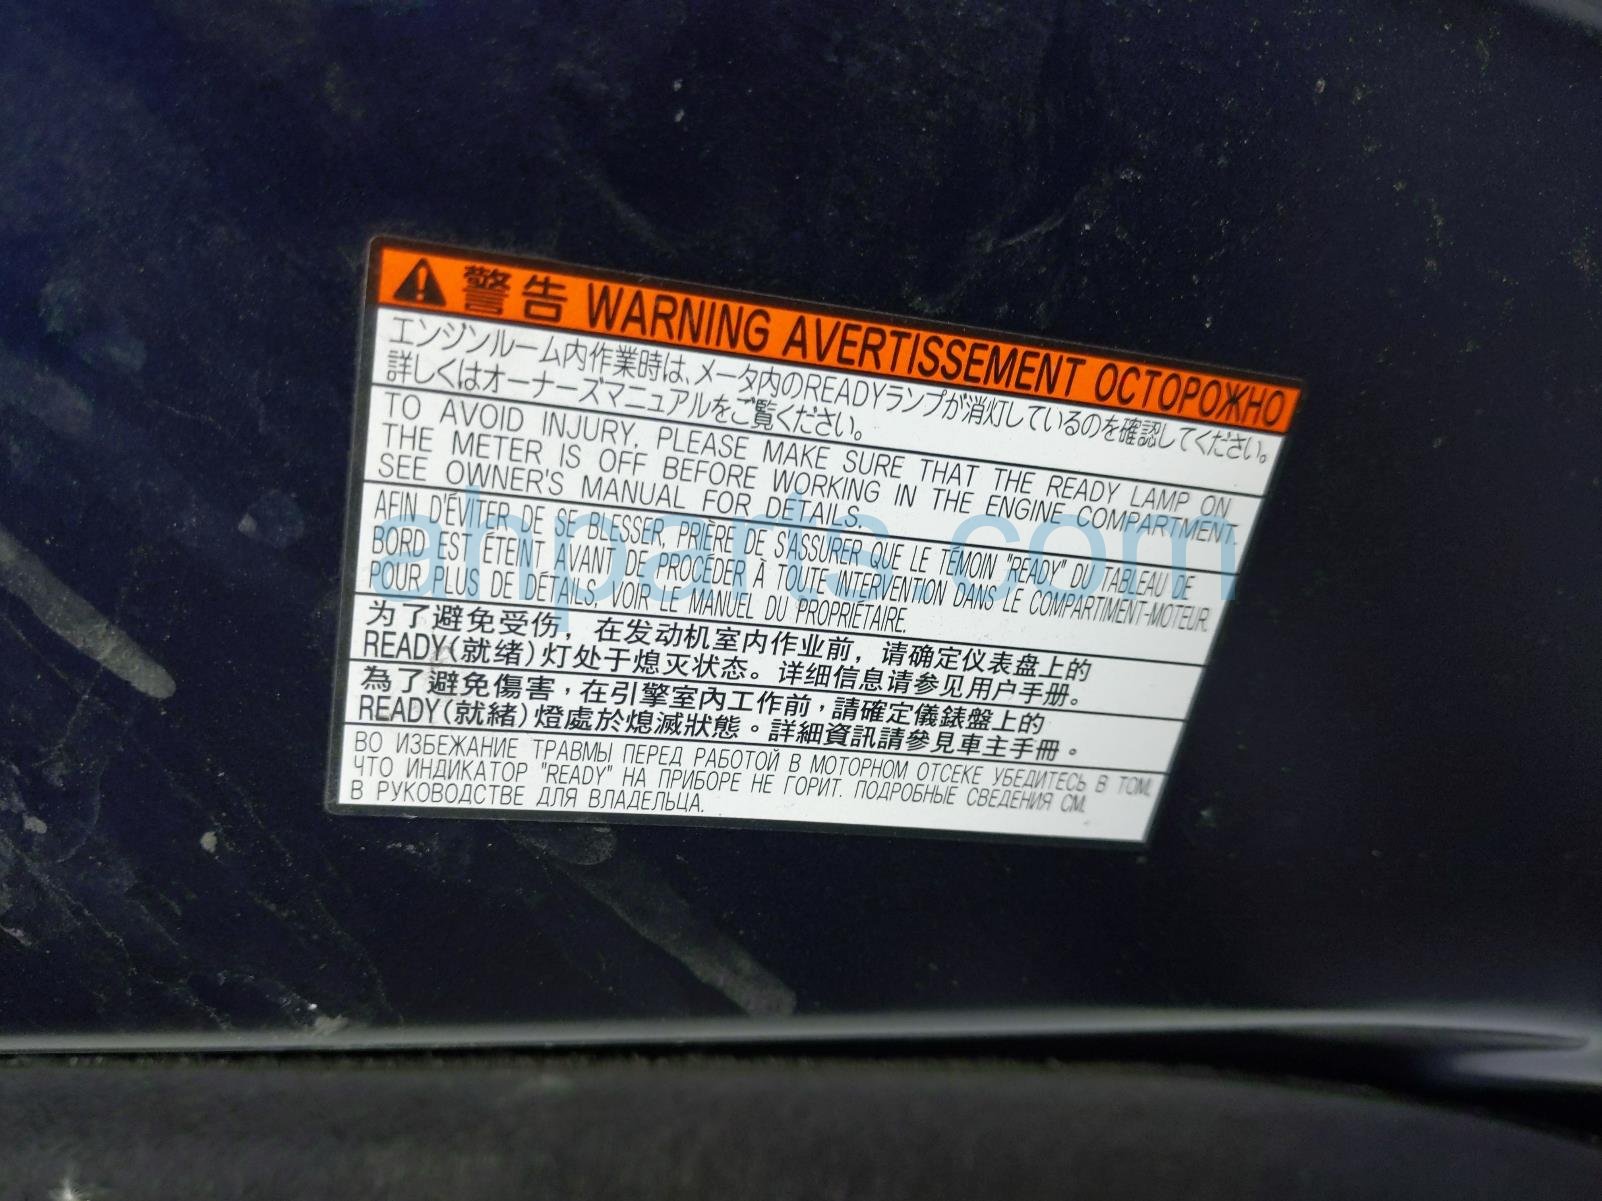 警告 WARNING AVERTISSEMENT ОСТОРОЖНО
エンジンルーム内作業時は、メータ内のREADYランプが消灯しているのを確認してください。
詳しくはオーナーズマニュアルをご覧ください。
TO AVOID INJURY, PLEASE MAKE SURE THAT THE READY LAMP ON
THE METER IS OFF BEFORE WORKING IN THE ENGINE COMPARTMENT.
SEE OWNER'S MANUAL FOR DETAILS.
AFIN D'ÉVITER DE SE BLESSER, PRIÈRE DE S'ASSURER QUE LE TÉMOIN "READY" DU TABLEAU DE
BORD EST ÉTEINT AVANT DE PROCÉDER À TOUTE INTERVENTION DANS LE COMPARTIMENT-MOTEUR.
POUR PLUS DE DÉTAILS, VOIR LE MANUEL DU PROPRIÉTAIRE.
为了避免受伤，在发动机室内作业前，请确定仪表盘上的
READY(就绪)灯处于熄灭状态。详细信息请参见用户手册。
為了避免傷害，在引擎室內工作前，請確定儀錶盤上的
READY(就緒)燈處於熄滅狀態。詳細資訊請參見車主手冊。
ВО ИЗБЕЖАНИЕ ТРАВМЫ ПЕРЕД РАБОТОЙ В МОТОРНОМ ОТСЕКЕ УБЕДИТЕСЬ В ТОМ,
ЧТО ИНДИКАТОР "READY" НА ПРИБОРЕ НЕ ГОРИТ. ПОДРОБНЫЕ СВЕДЕНИЯ СМ.
В РУКОВОДСТВЕ ДЛЯ ВЛАДЕЛЬЦА.
ahparts.com